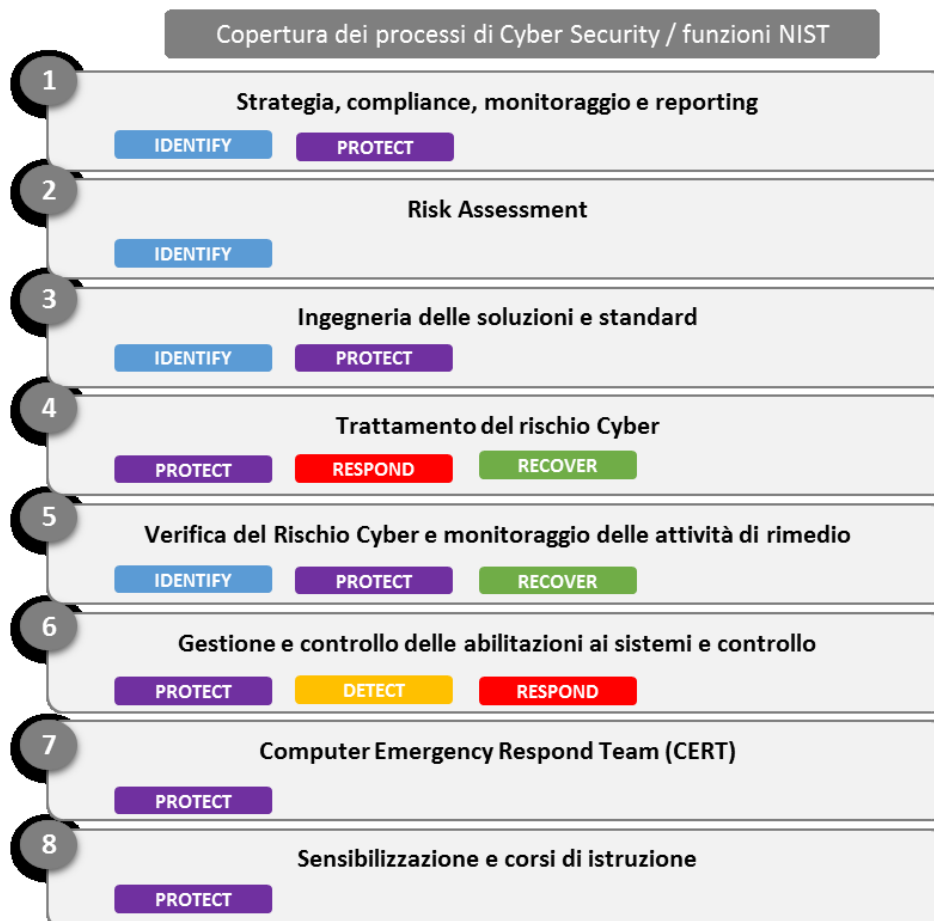 Copertura dei processi di Cyber Security / funzioni NIST
1
Strategia, compliance, monitoraggio e reporting
IDENTIFY PROTECT
2
Risk Assessment
IDENTIFY
3
Ingegneria delle soluzioni e standard
IDENTIFY PROTECT
4
Trattamento del rischio Cyber
PROTECT RESPOND RECOVER
5
Verifica del Rischio Cyber e monitoraggio delle attività di rimedio
IDENTIFY PROTECT RECOVER
6
Gestione e controllo delle abilitazioni ai sistemi e controllo
PROTECT DETECT RESPOND
7
Computer Emergency Respond Team (CERT)
PROTECT
8
Sensibilizzazione e corsi di istruzione
PROTECT